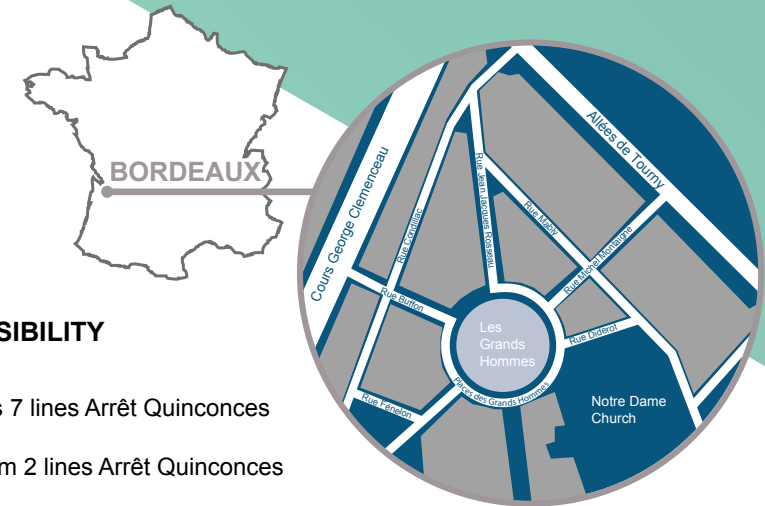 BORDEAUX
Allées de Tourny
Cours George Clemenceau
Rue Condillac
Rue Jean Jacques Rosseau
Rue Mably
Rue Michel Montaigne
Rue Buffon
Les
Grands
Hommes
Rue Diderot
Places des Grands Hommes
Rue Fénelon
Notre Dame
Church
SIBILITY
7 lines Arrêt Quinconces
2 lines Arrêt Quinconces